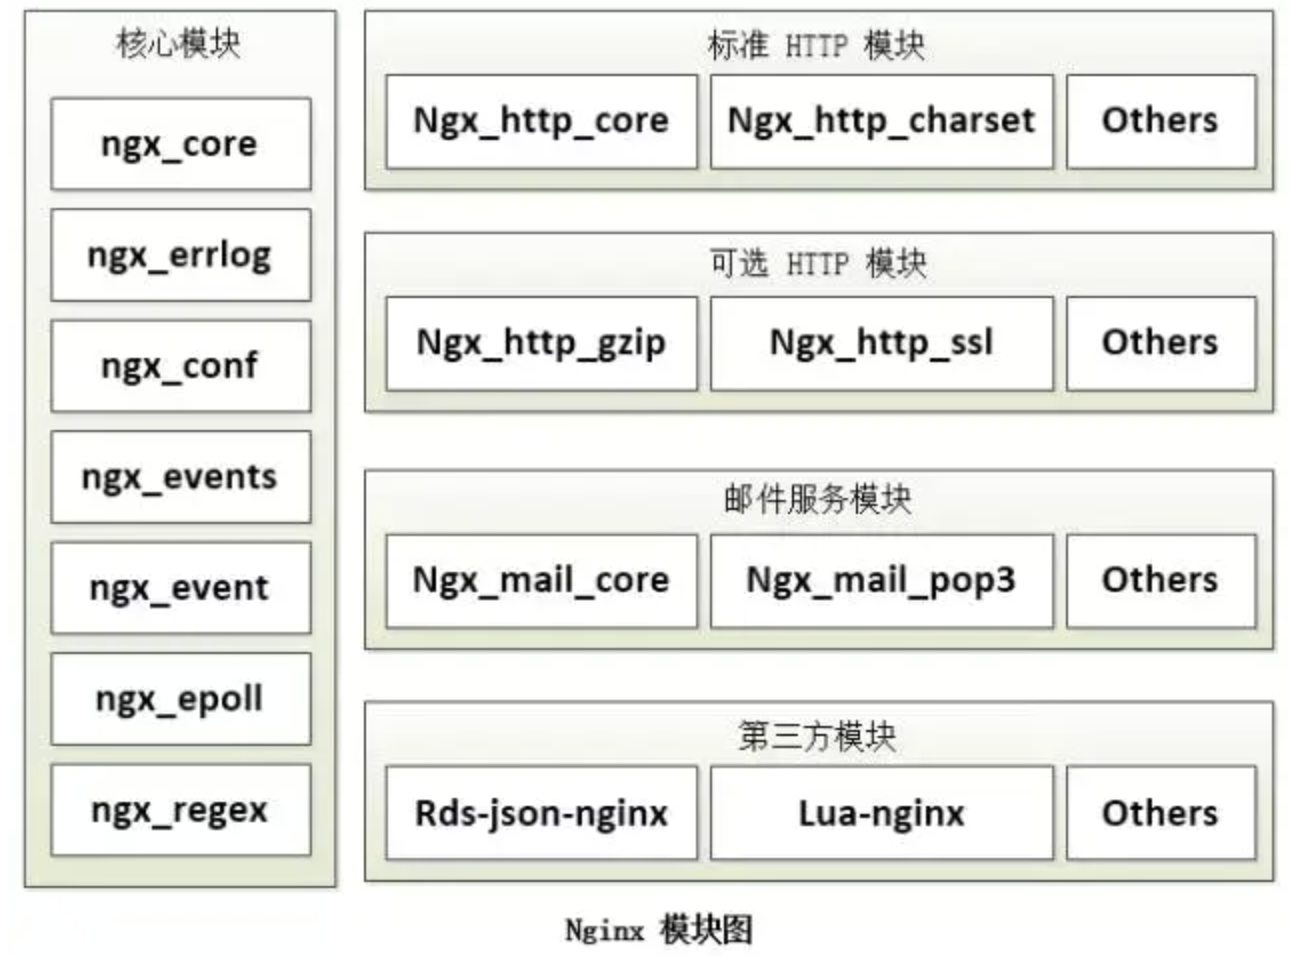 核心模块
ngx_core
ngx_errlog
ngx_conf
ngx_events
ngx_event
ngx_epoll
ngx_regex
标准 HTTP 模块
Ngx_http_core Ngx_http_charset Others
可选 HTTP 模块
Ngx_http_gzip Ngx_http_ssl Others
邮件服务模块
Ngx_mail_core Ngx_mail_pop3 Others
第三方模块
Rds-json-nginx Lua-nginx Others
Nginx 模块图